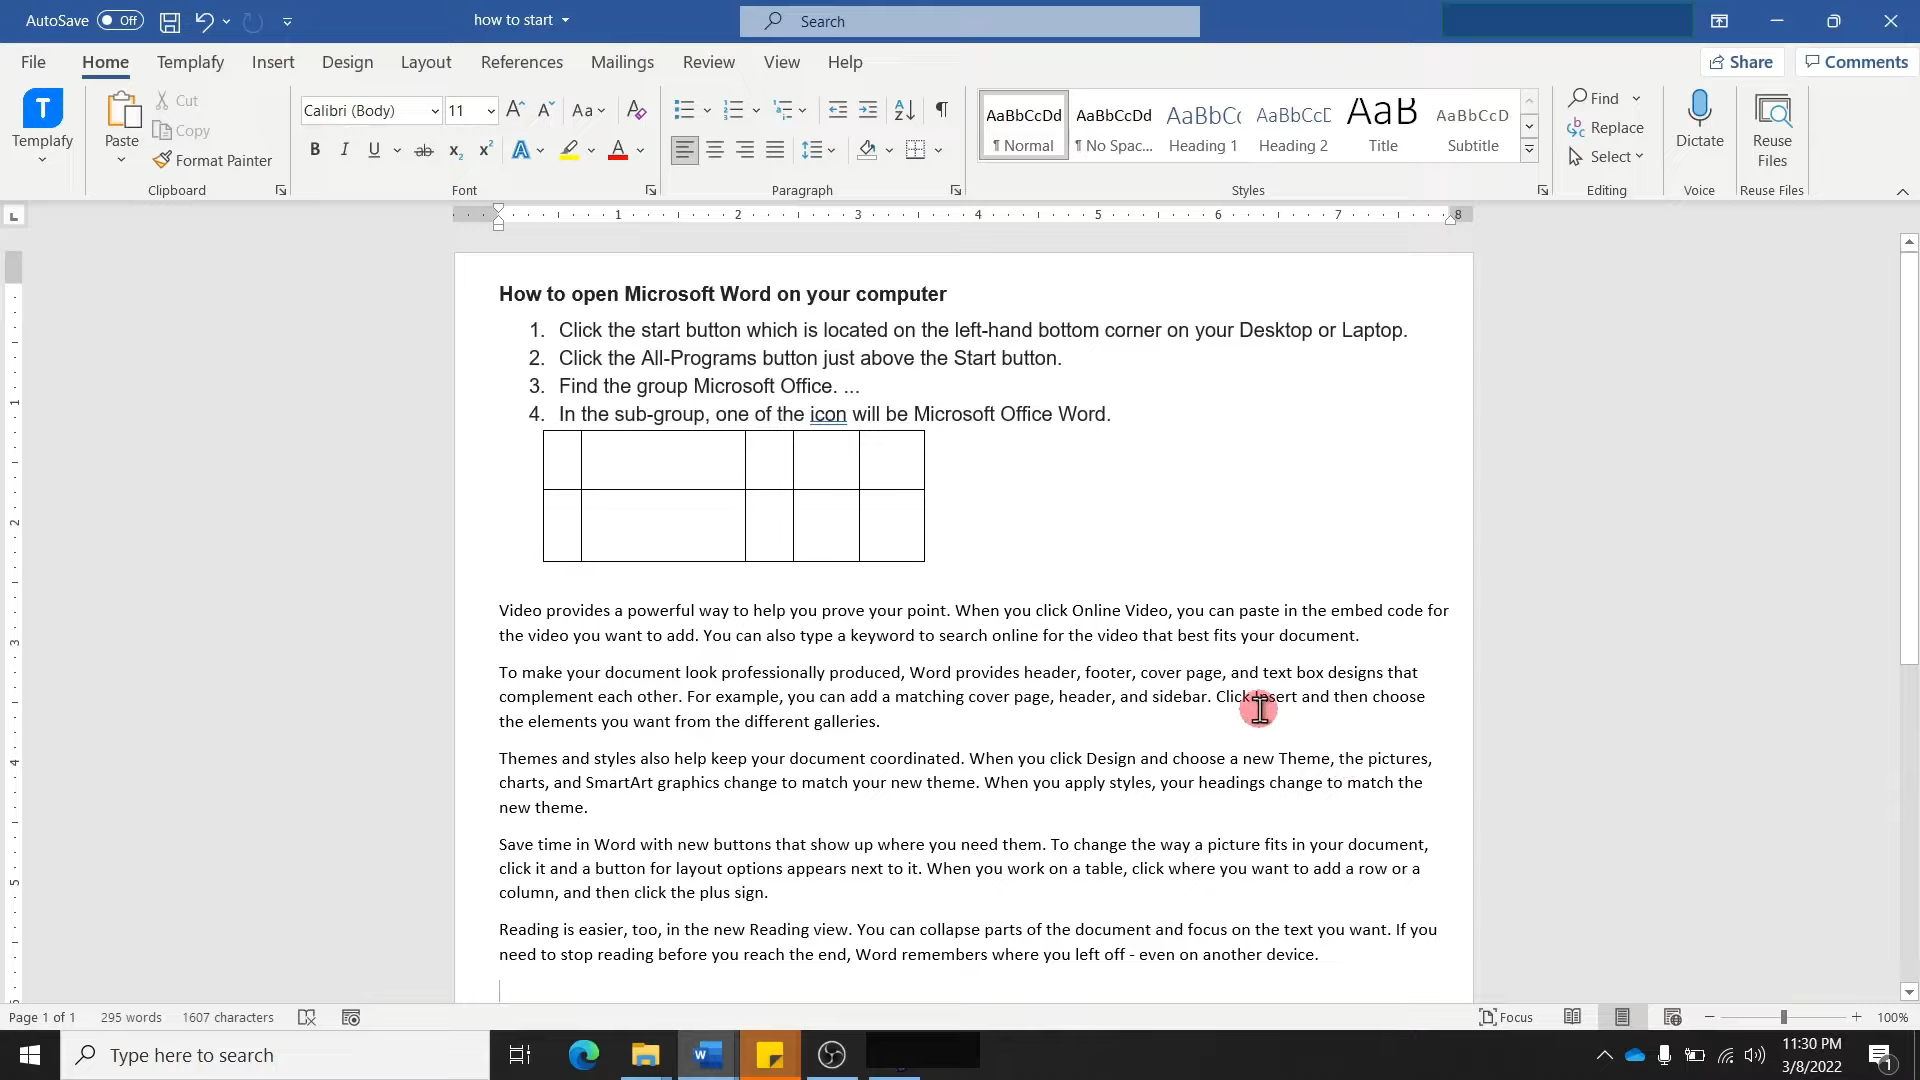 AutoSave Off
how to start
Search
File Home Templafy Insert Design Layout References Mailings Review View Help
Share Comments
Templafy
Paste
Cut
Copy
Format Painter
Clipboard
Calibri (Body) 11
Font
Paragraph
AaBbCcDd AaBbCcDd AaBbCc AaBbCcD AaB AaBbCcD
¶ Normal ¶ No Spac... Heading 1 Heading 2 Title Subtitle
Styles
Find
Replace
Select
Editing
Dictate
Voice
Reuse
Files
Reuse Files
1 2 3 4 5 6 7 8
How to open Microsoft Word on your computer
1. Click the start button which is located on the left-hand bottom corner on your Desktop or Laptop.
2. Click the All-Programs button just above the Start button.
3. Find the group Microsoft Office. ...
4. In the sub-group, one of the icon will be Microsoft Office Word.
Video provides a powerful way to help you prove your point. When you click Online Video, you can paste in the embed code for
the video you want to add. You can also type a keyword to search online for the video that best fits your document.
To make your document look professionally produced, Word provides header, footer, cover page, and text box designs that
complement each other. For example, you can add a matching cover page, header, and sidebar. Click Insert and then choose
the elements you want from the different galleries.
Themes and styles also help keep your document coordinated. When you click Design and choose a new Theme, the pictures,
charts, and SmartArt graphics change to match your new theme. When you apply styles, your headings change to match the
new theme.
Save time in Word with new buttons that show up where you need them. To change the way a picture fits in your document,
click it and a button for layout options appears next to it. When you work on a table, click where you want to add a row or a
column, and then click the plus sign.
Reading is easier, too, in the new Reading view. You can collapse parts of the document and focus on the text you want. If you
need to stop reading before you reach the end, Word remembers where you left off - even on another device.
Page 1 of 1 295 words 1607 characters
Focus
100%
Type here to search
11:30 PM
3/8/2022